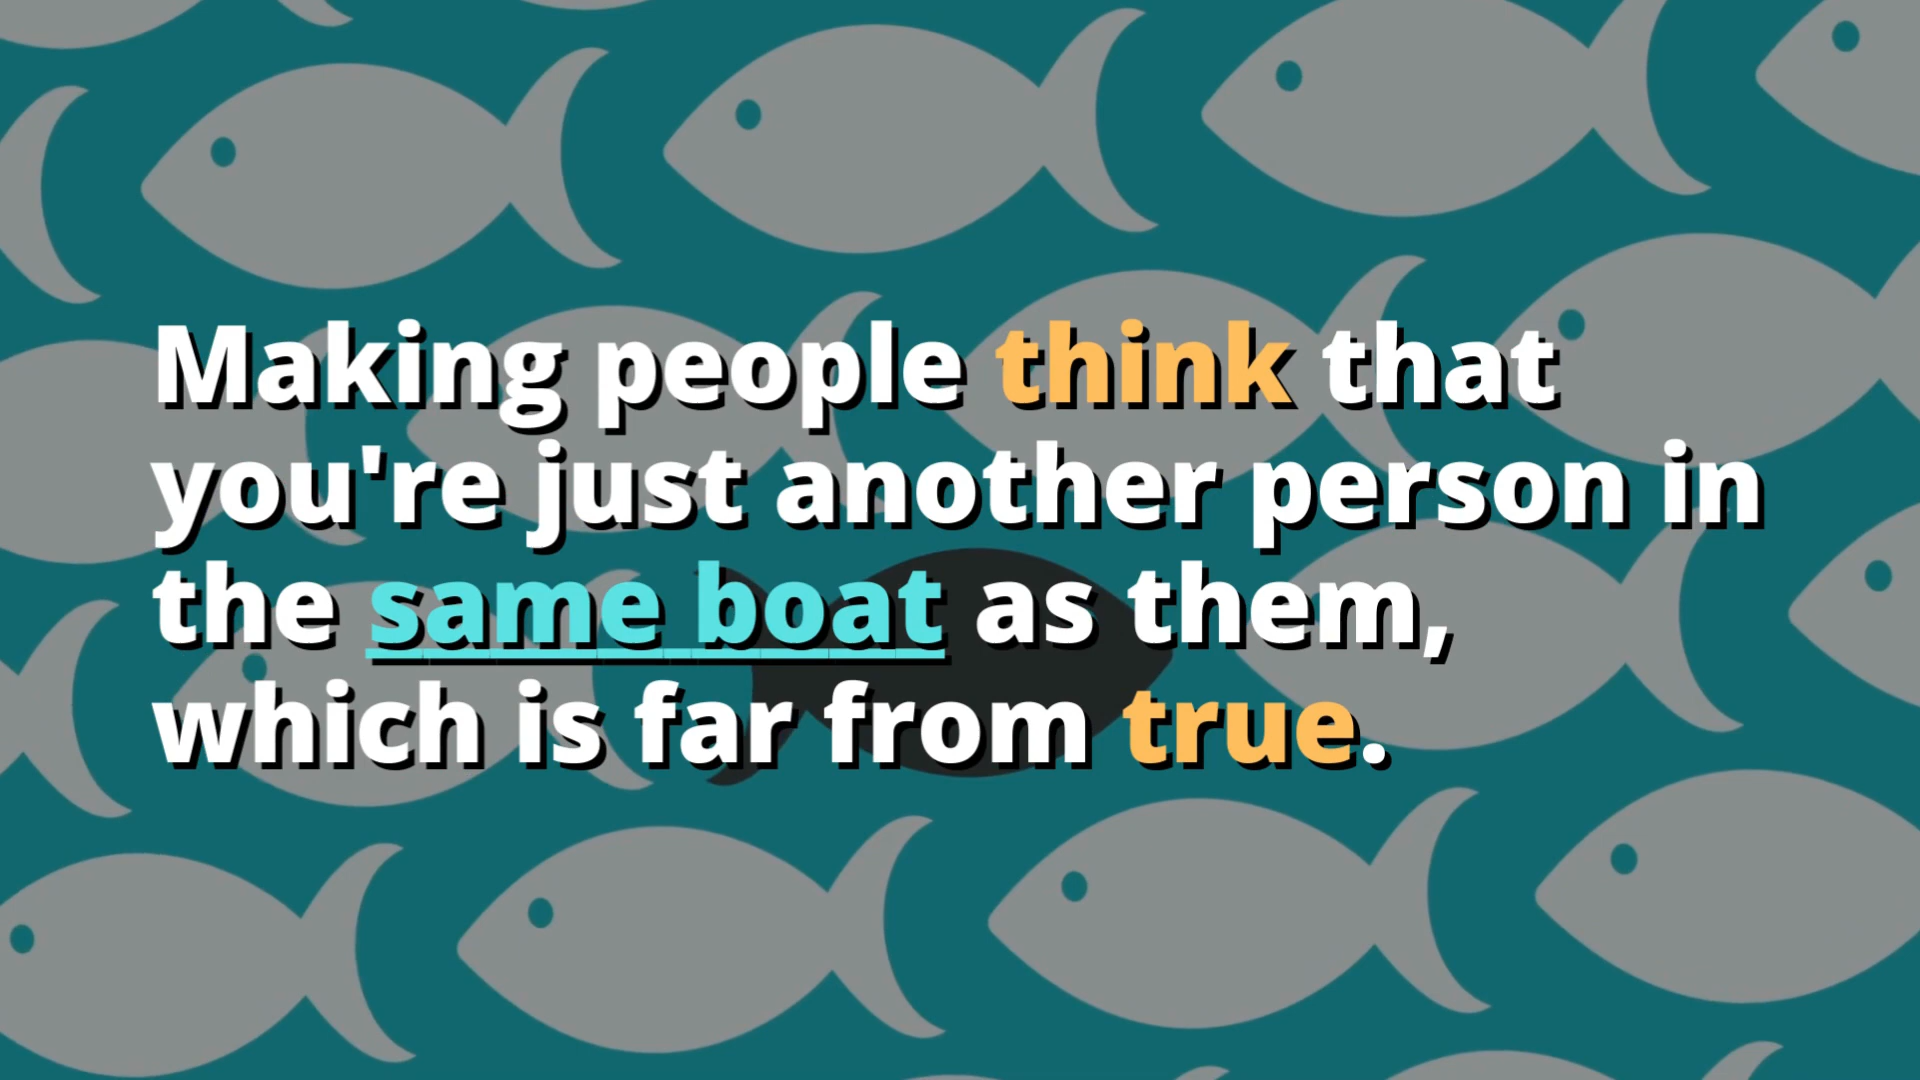 Making people think that
you're just another person in
the same boat as them,
which is far from true.